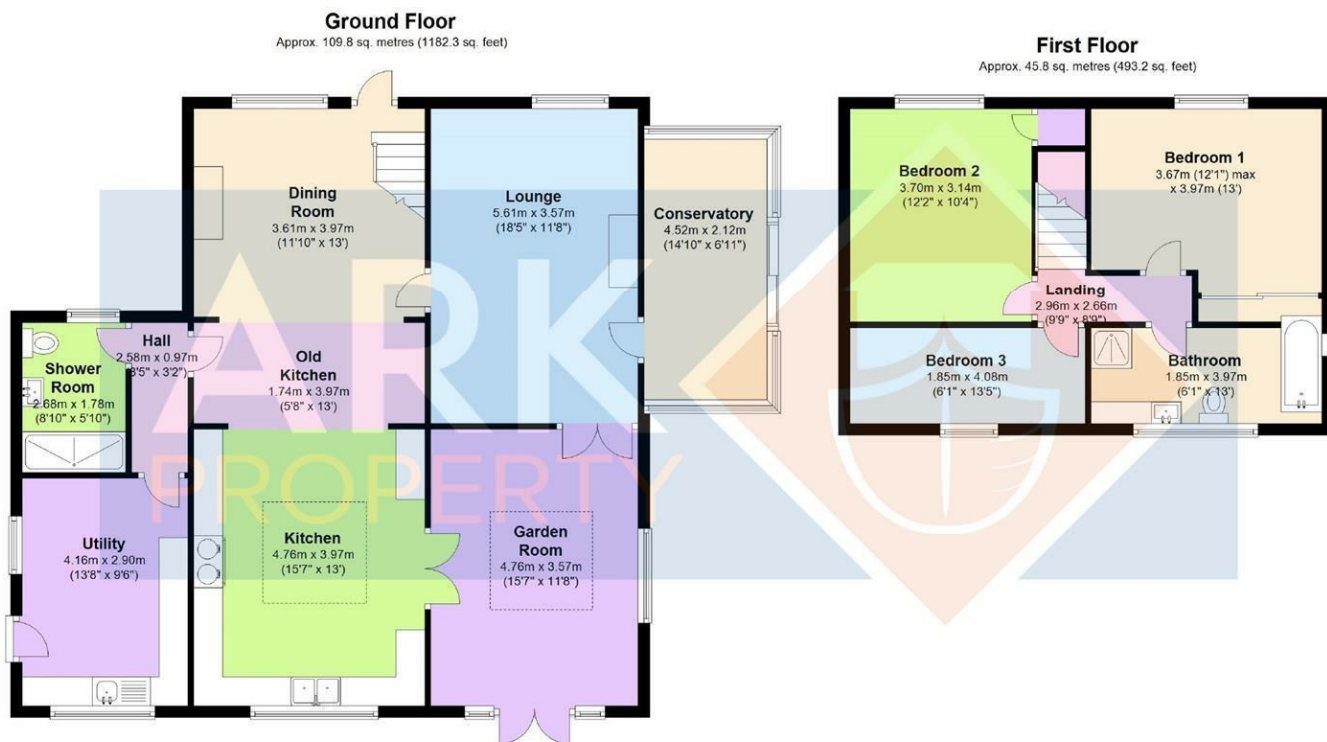 Ground Floor
Approx. 109.8 sq. metres (1182.3 sq. feet)
Dining
Room
3.61m x 3.97m
(11'10" x 13')
Lounge
5.61m x 3.57m
(18'5" x 11'8")
Conservatory
4.52m x 2.12m
(14'10" x 6'11")
Hall
2.58m x 0.97m
(8'5" x 3'2")
Shower
Room
2.68m x 1.78m
(8'10" x 5'10")
Old
Kitchen
1.74m x 3.97m
(5'8" x 13')
Utility
4.16m x 2.90m
(13'8" x 9'6")
Kitchen
4.76m x 3.97m
(15'7" x 13')
Garden
Room
4.76m x 3.57m
(15'7" x 11'8")
First Floor
Approx. 45.8 sq. metres (493.2 sq. feet)
Bedroom 2
3.70m x 3.14m
(12'2" x 10'4")
Bedroom 1
3.67m (12'1") max
x 3.97m (13')
Landing
2.96m x 2.66m
(9'9" x 8'9")
Bedroom 3
1.85m x 4.08m
(6'1" x 13'5")
Bathroom
1.85m x 3.97m
(6'1" x 13')
ARK
PROPERTY